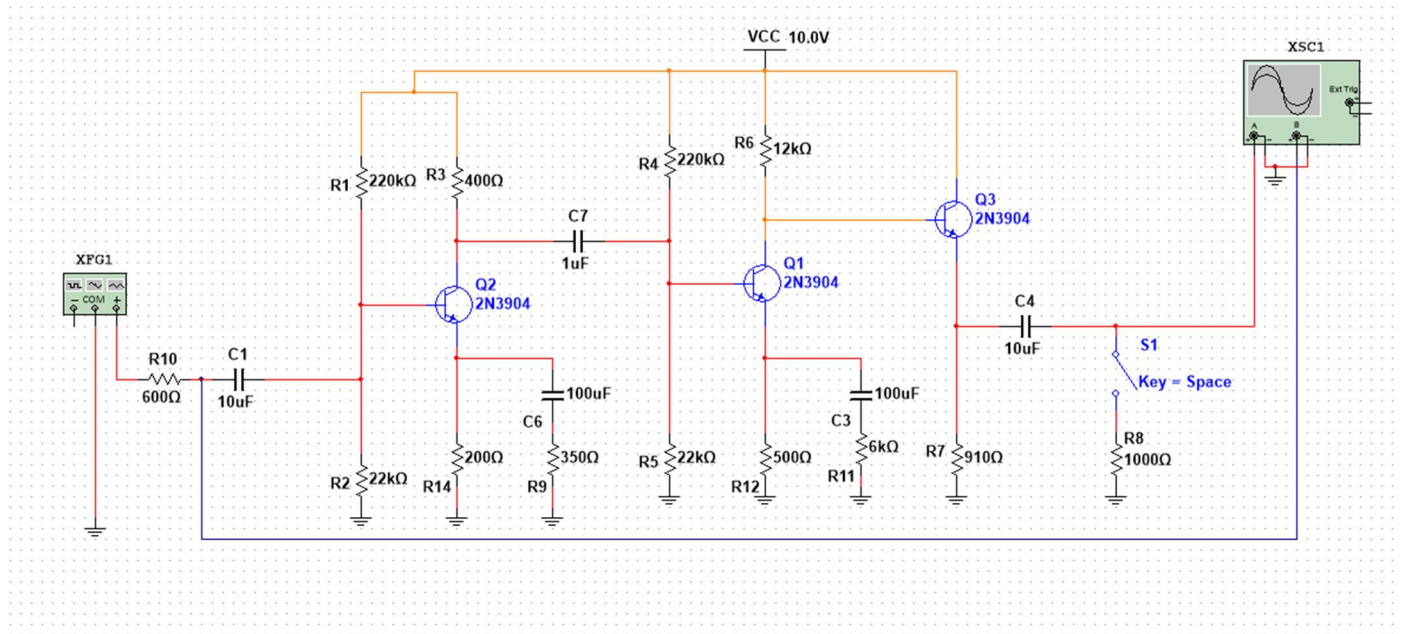 VCC 10.0V
XSC1
Ext Trig
A
B
R6
12kΩ
R4
220kΩ
R1
220kΩ
R3
400Ω
Q3
2N3904
C7
1uF
XFG1
COM
Q2
2N3904
Q1
2N3904
C4
10uF
S1
Key = Space
R10
600Ω
C1
10uF
100uF
C6
100uF
C3
R2
22kΩ
200Ω
R14
350Ω
R9
R5
22kΩ
500Ω
R12
6kΩ
R11
R7
910Ω
R8
1000Ω